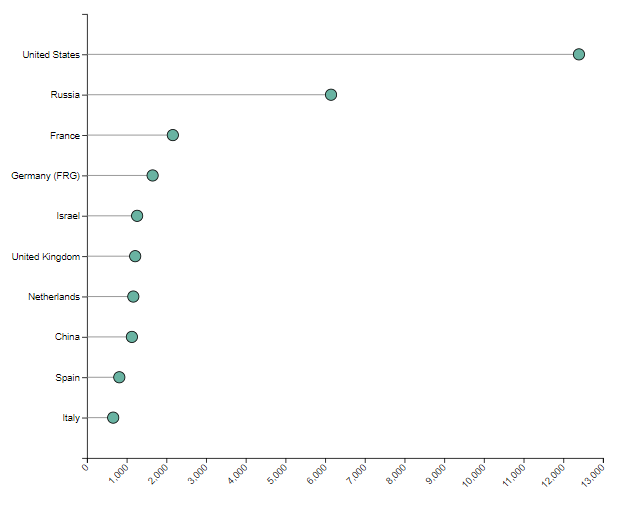 United States
Russia
France
Germany (FRG)
Israel
United Kingdom
Netherlands
China
Spain
Italy
0
1,000
2,000
3,000
4,000
5,000
6,000
7,000
8,000
9,000
10,000
11,000
12,000
13,000